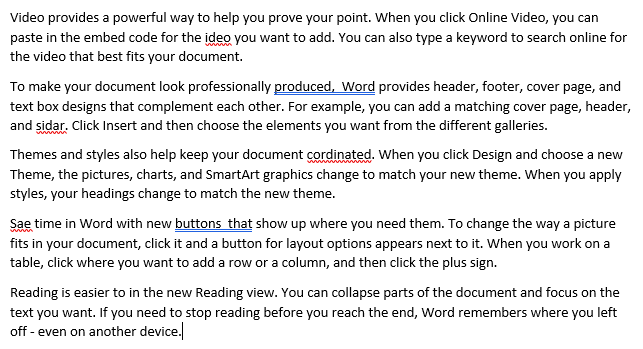 Video provides a powerful way to help you prove your point. When you click Online Video, you can
paste in the embed code for the ideo you want to add. You can also type a keyword to search online for
the video that best fits your document.
To make your document look professionally produced,  Word provides header, footer, cover page, and
text box designs that complement each other. For example, you can add a matching cover page, header,
and sidar. Click Insert and then choose the elements you want from the different galleries.
Themes and styles also help keep your document cordinated. When you click Design and choose a new
Theme, the pictures, charts, and SmartArt graphics change to match your new theme. When you apply
styles, your headings change to match the new theme.
Sae time in Word with new buttons  that show up where you need them. To change the way a picture
fits in your document, click it and a button for layout options appears next to it. When you work on a
table, click where you want to add a row or a column, and then click the plus sign.
Reading is easier to in the new Reading view. You can collapse parts of the document and focus on the
text you want. If you need to stop reading before you reach the end, Word remembers where you left
off - even on another device.